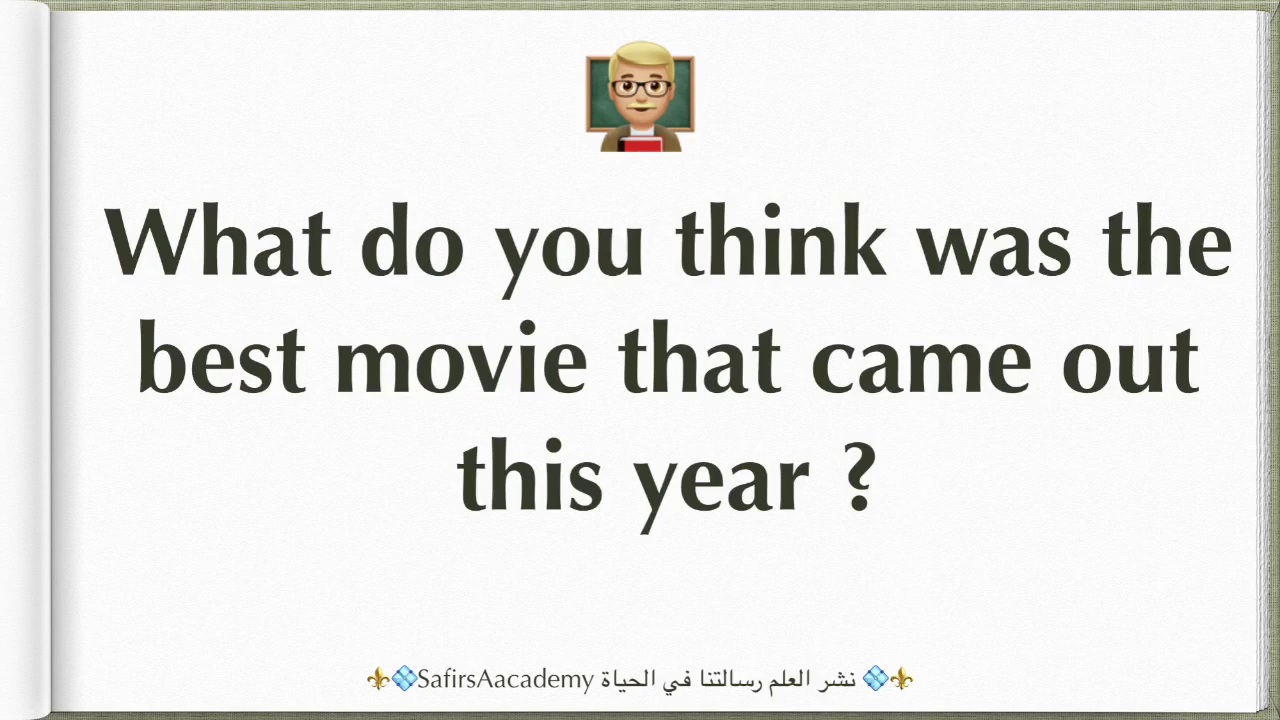 What do you think was the
best movie that came out
this year ?
SafirsAacademy نشر العلم رسالتنا في الحياة